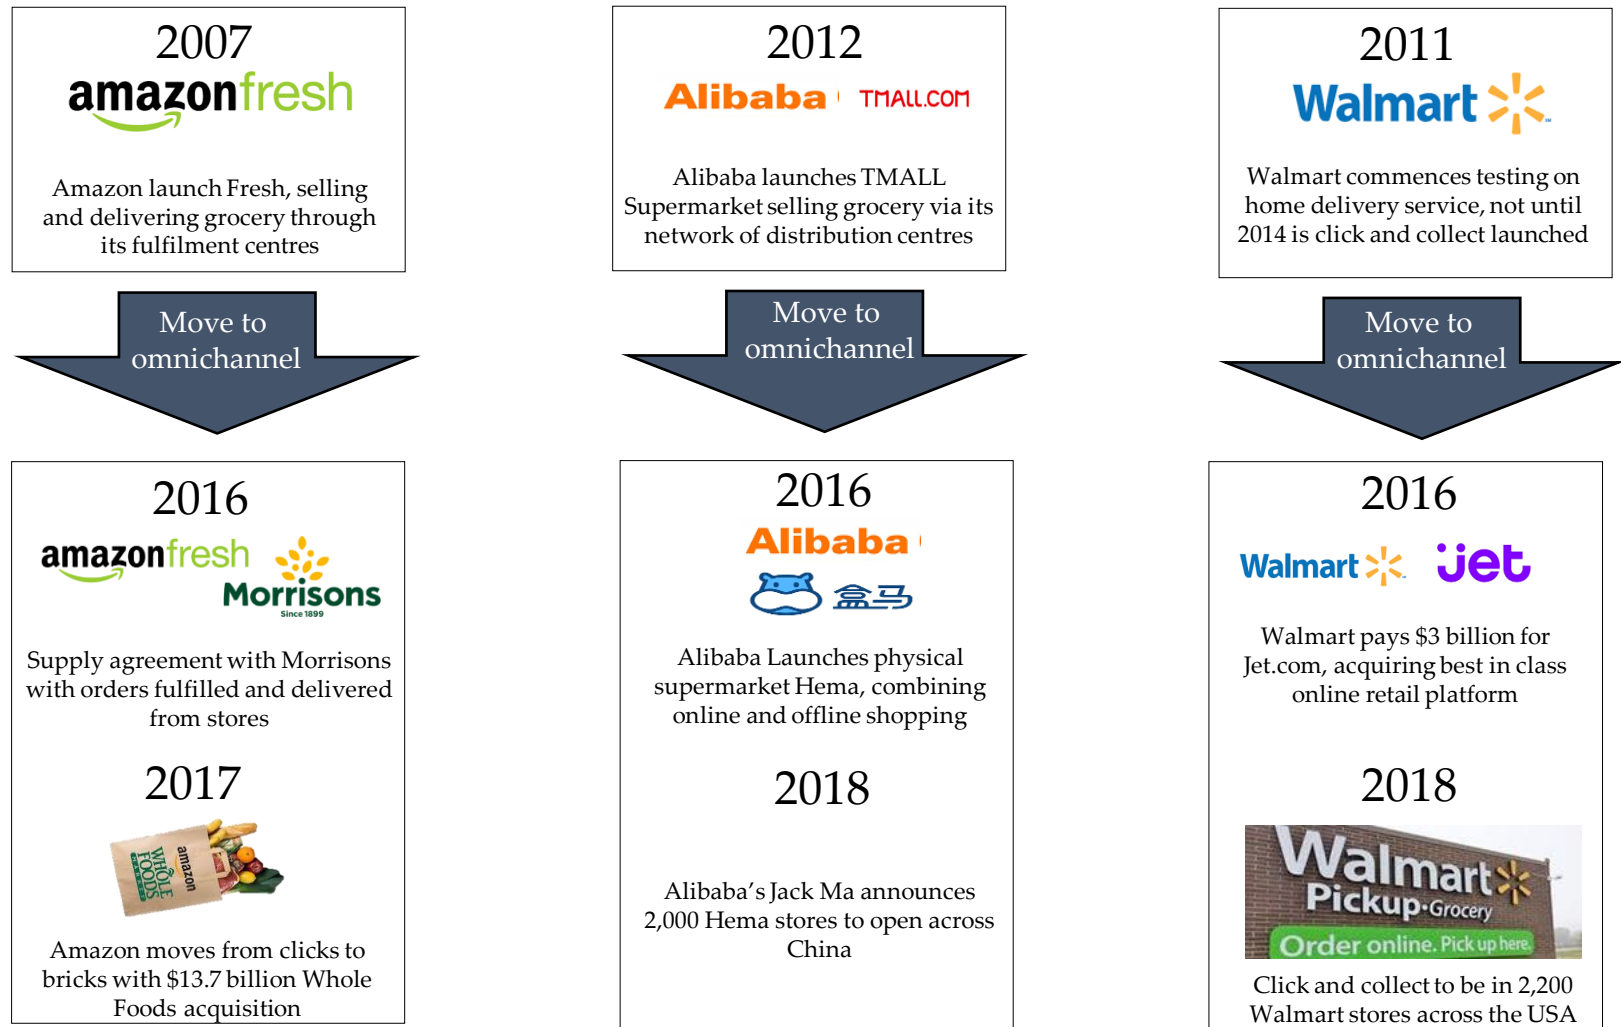 2007
amazonfresh
Amazon launch Fresh, selling
and delivering grocery through
its fulfilment centres
Move to
omnichannel
2016
amazonfresh
Morrisons
Since 1899
Supply agreement with Morrisons
with orders fulfilled and delivered
from stores
2017
WHOLE
FOODS
MARKET
amazon
Amazon moves from clicks to
bricks with $13.7 billion Whole
Foods acquisition
2012
Alibaba TMALL.COM
Alibaba launches TMALL
Supermarket selling grocery via its
network of distribution centres
Move to
omnichannel
2016
Alibaba
盒马
Alibaba Launches physical
supermarket Hema, combining
online and offline shopping
2018
Alibaba’s Jack Ma announces
2,000 Hema stores to open across
China
2011
Walmart
Walmart commences testing on
home delivery service, not until
2014 is click and collect launched
Move to
omnichannel
2016
Walmart jet
Walmart pays $3 billion for
Jet.com, acquiring best in class
online retail platform
2018
Walmart
Pickup·Grocery
Order online. Pick up here.
Click and collect to be in 2,200
Walmart stores across the USA